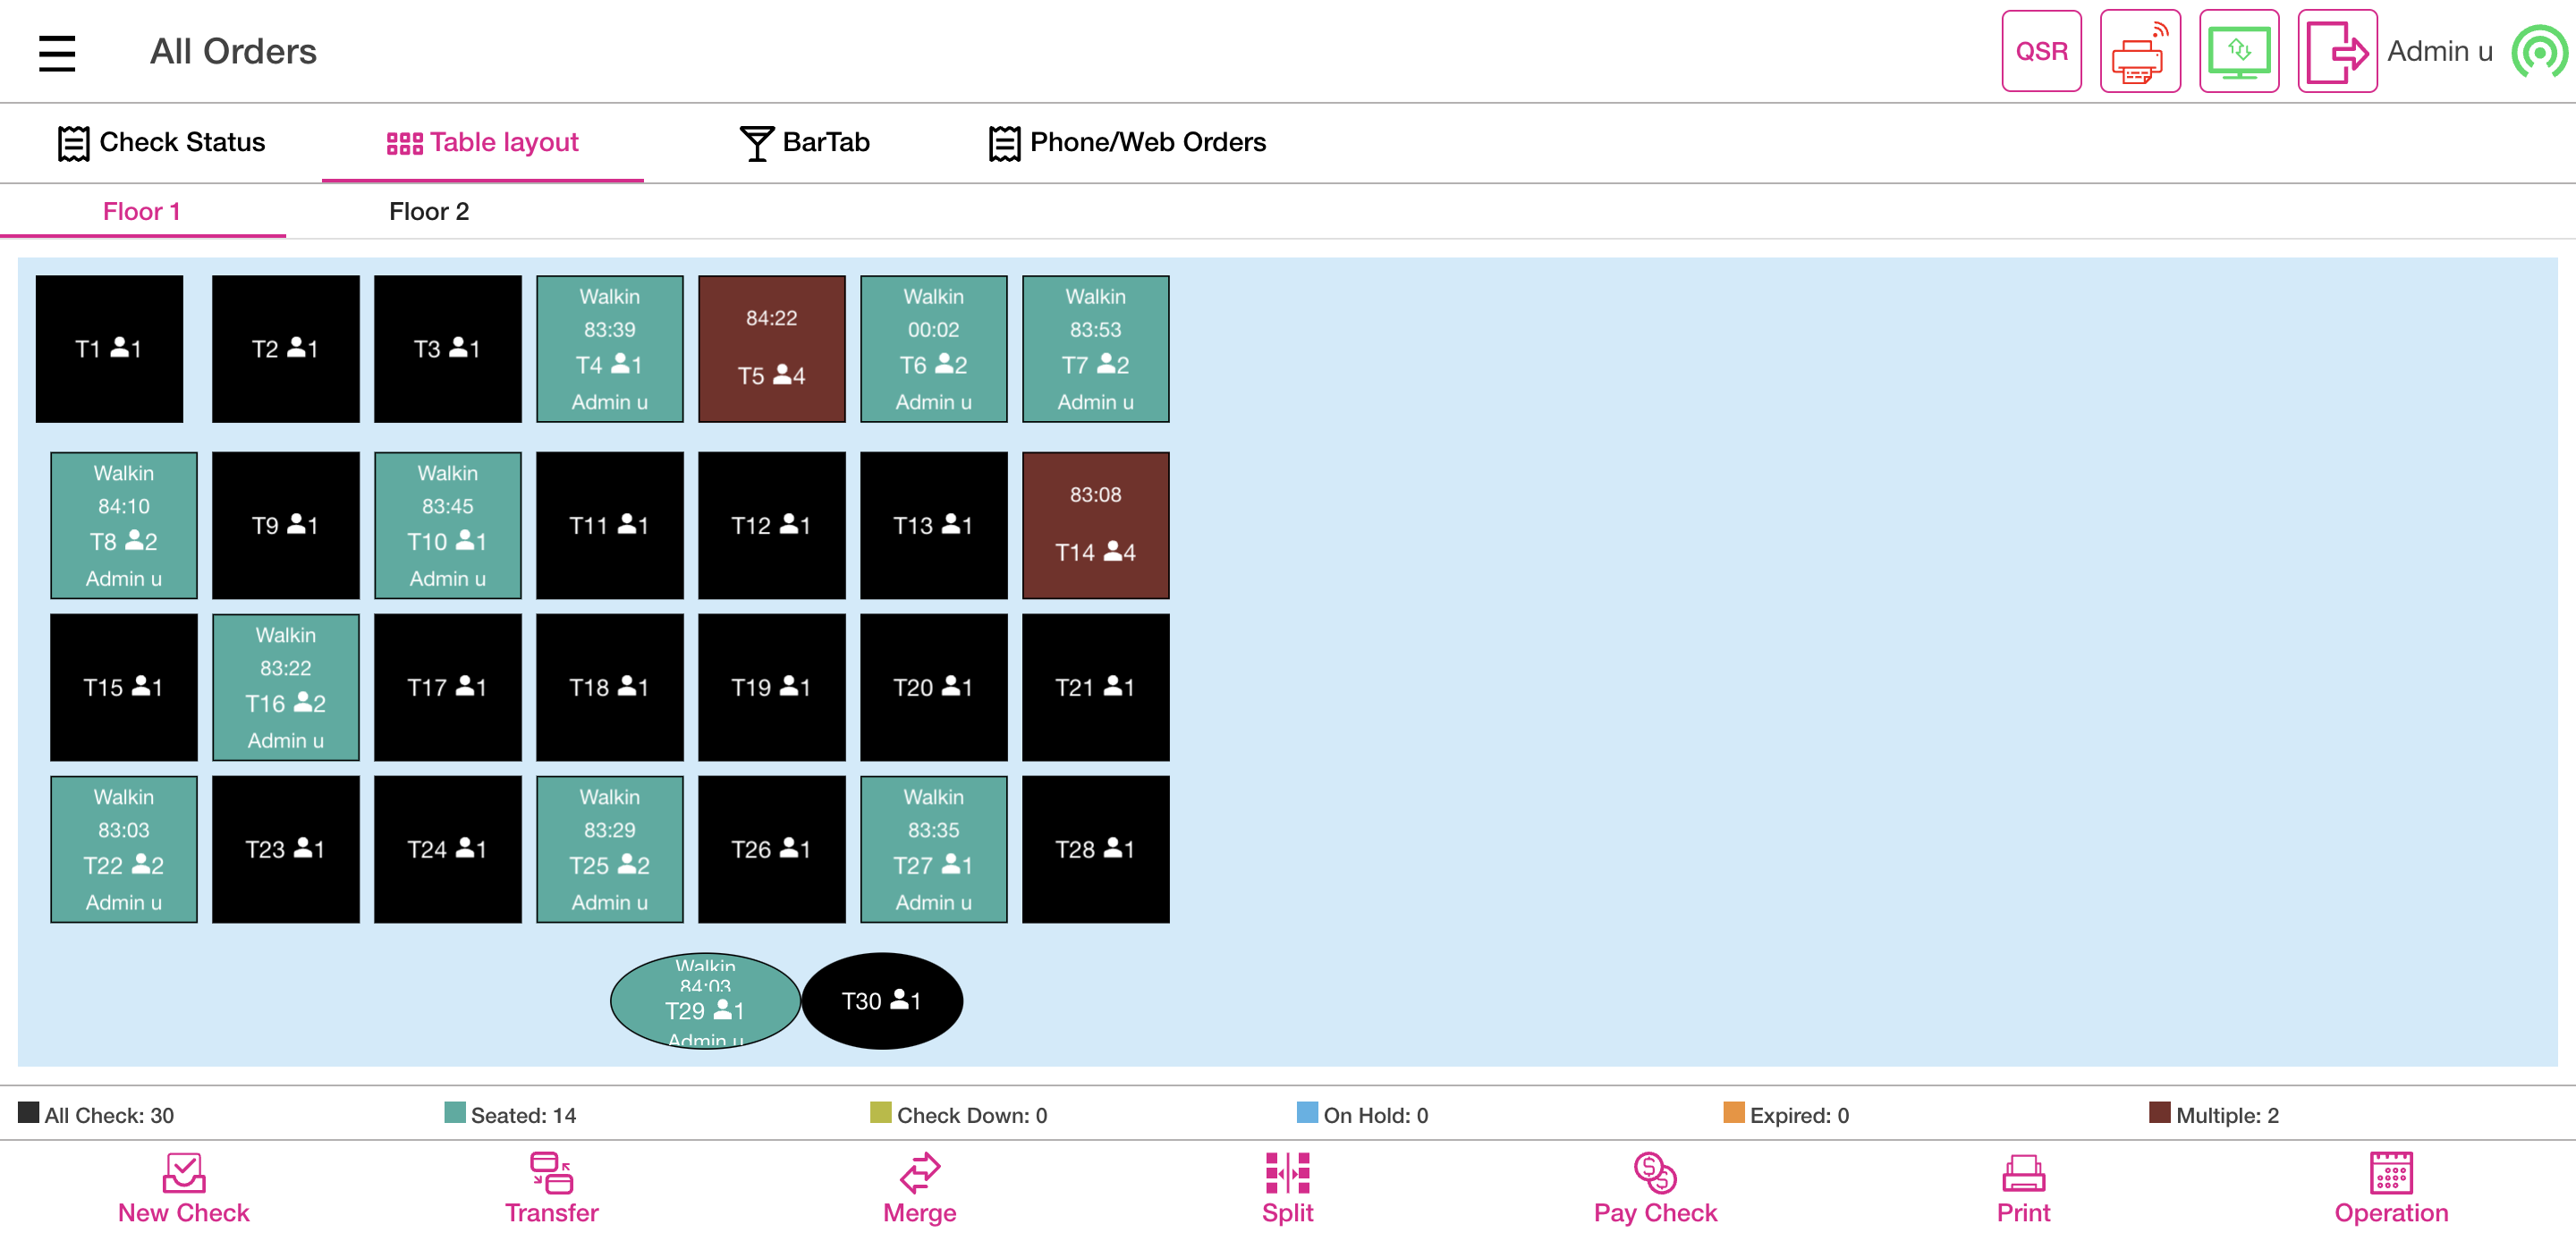 All Orders
QSR
Admin u
Check Status
Table layout
BarTab
Phone/Web Orders
Floor 1
Floor 2
T1 1
T2 1
T3 1
Walkin
83:39
T4 1
Admin u
84:22
T5 4
Walkin
00:02
T6 2
Admin u
Walkin
83:53
T7 2
Admin u
Walkin
84:10
T8 2
Admin u
T9 1
Walkin
83:45
T10 1
Admin u
T11 1
T12 1
T13 1
83:08
T14 4
T15 1
Walkin
83:22
T16 2
Admin u
T17 1
T18 1
T19 1
T20 1
T21 1
Walkin
83:03
T22 2
Admin u
T23 1
T24 1
Walkin
83:29
T25 2
Admin u
T26 1
Walkin
83:35
T27 1
Admin u
T28 1
Walkin
84:03
T29 1
Admin u
T30 1
All Check: 30
Seated: 14
Check Down: 0
On Hold: 0
Expired: 0
Multiple: 2
New Check
Transfer
Merge
Split
Pay Check
Print
Operation